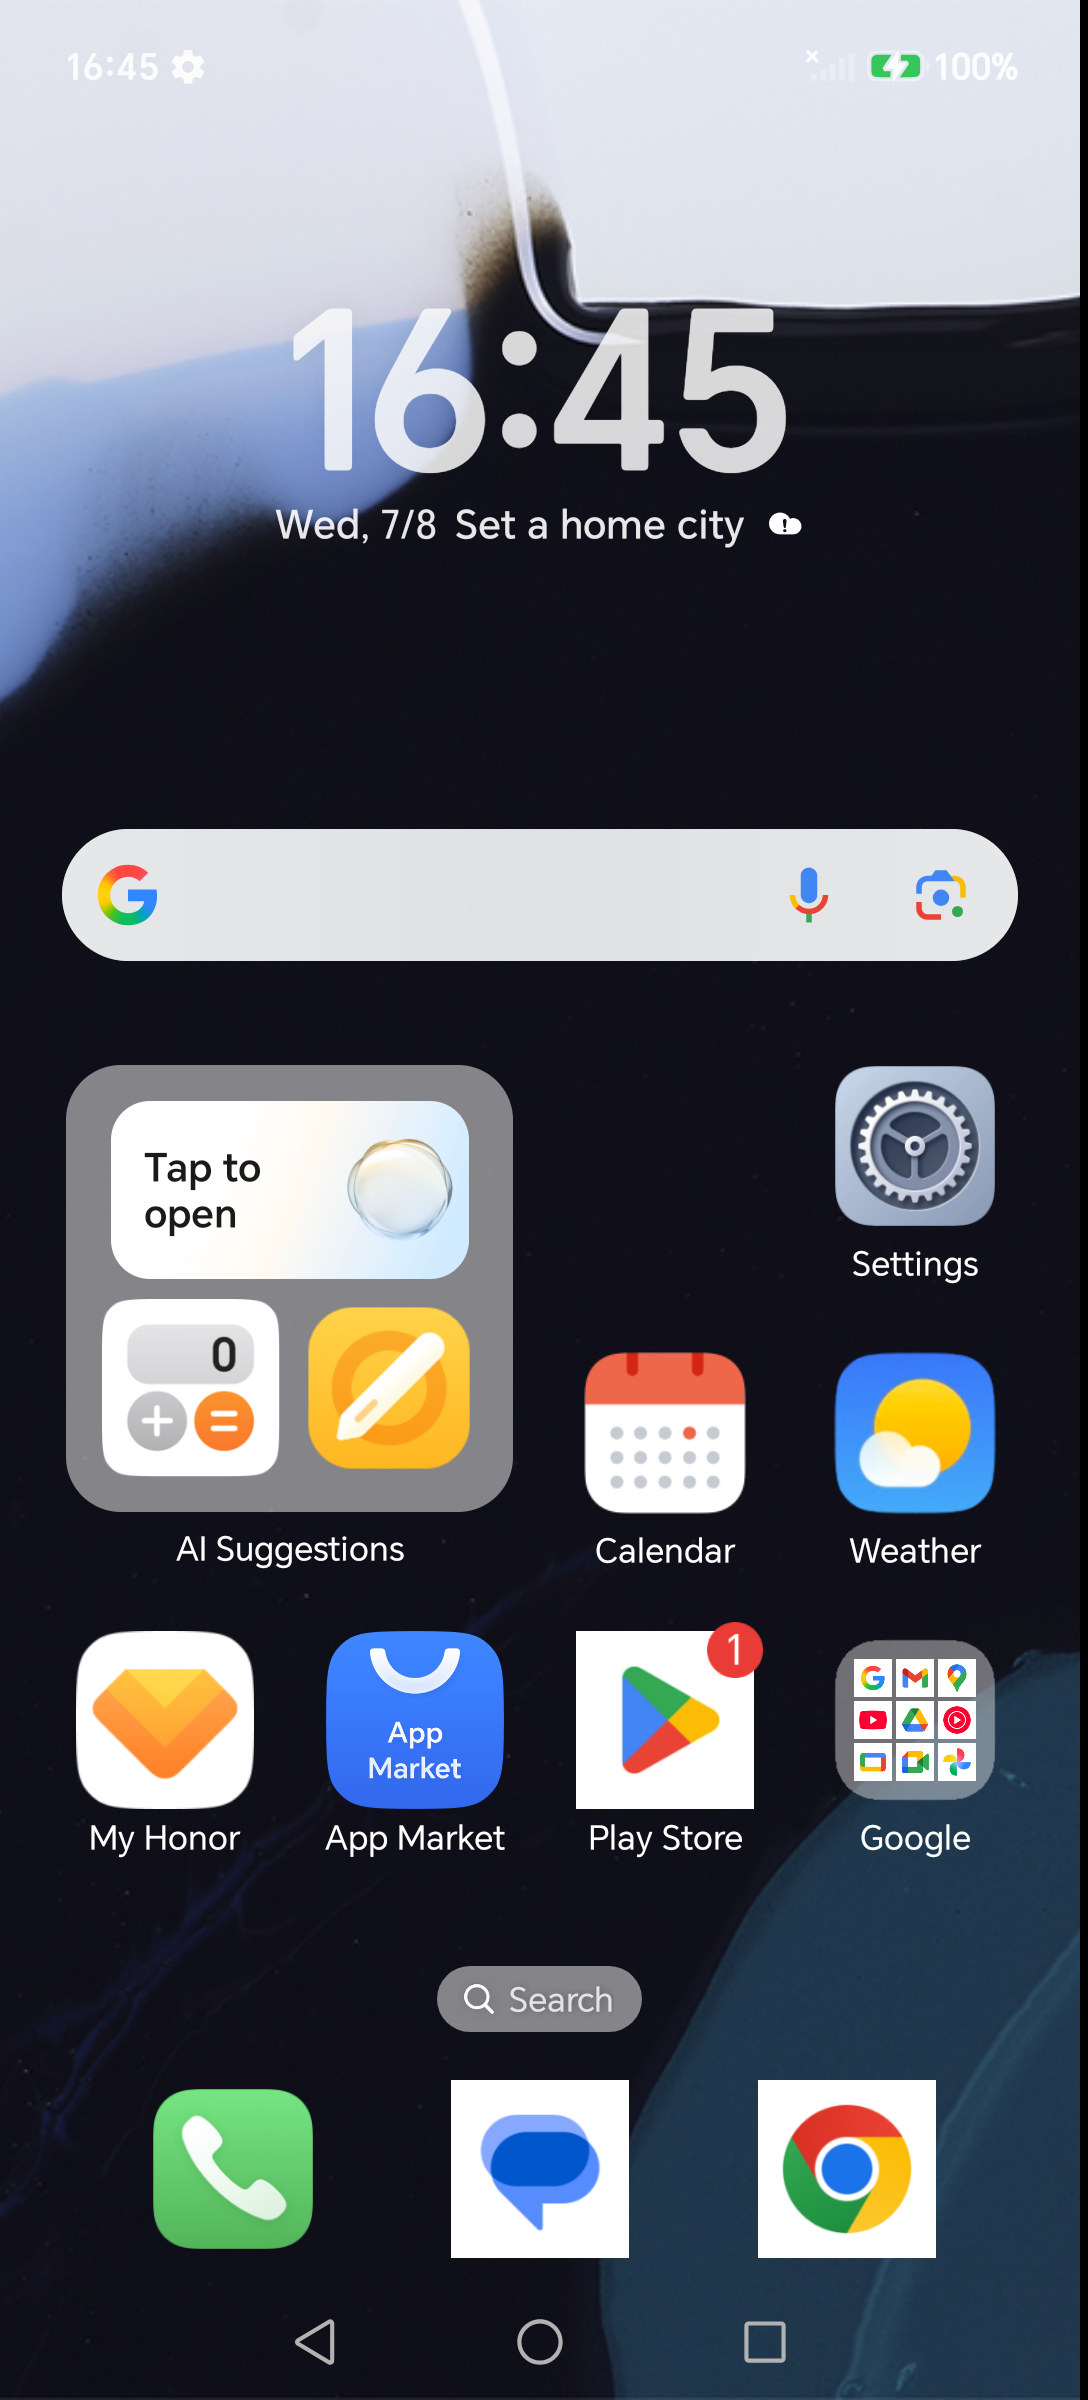 16:45
100%
16:45
Wed, 7/8 Set a home city
Tap to
open
0
Settings
AI Suggestions
Calendar
Weather
App
Market
1
My Honor
App Market
Play Store
Google
Search